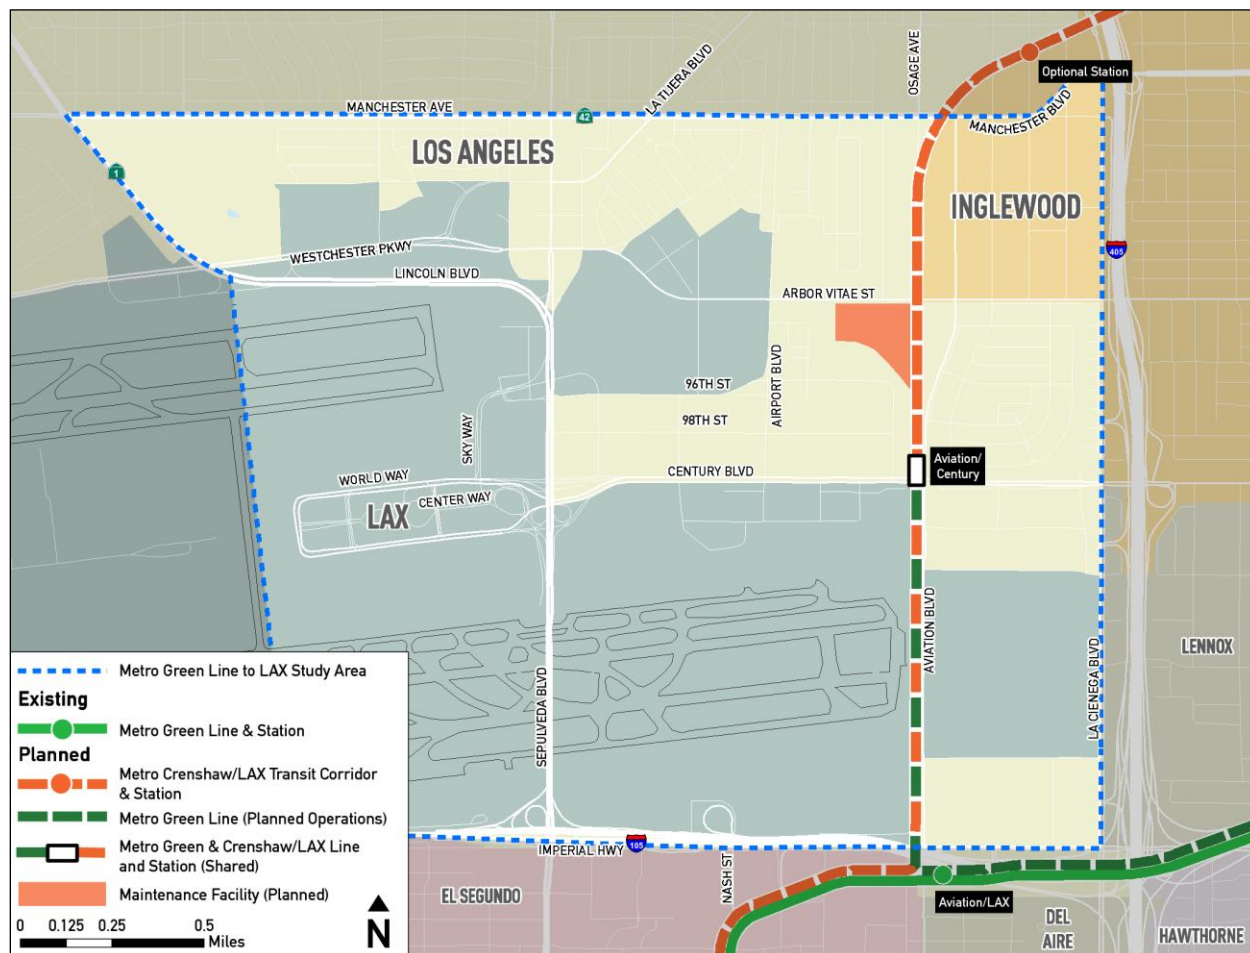 OSAGE AVE
LA TIJERA BLVD
Optional Station
MANCHESTER AVE
42
MANCHESTER BLVD
LOS ANGELES
1
INGLEWOOD
405
WESTCHESTER PKWY
LINCOLN BLVD
ARBOR VITAE ST
AIRPORT BLVD
96TH ST
98TH ST
SKY WAY
Aviation/
Century
CENTURY BLVD
WORLD WAY
CENTER WAY
LAX
AVIATION BLVD
LENNOX
LA CIENEGA BLVD
SEPULVEDA BLVD
Metro Green Line to LAX Study Area
Existing
Metro Green Line & Station
Planned
Metro Crenshaw/LAX Transit Corridor
& Station
Metro Green Line (Planned Operations)
Metro Green & Crenshaw/LAX Line
and Station (Shared)
Maintenance Facility (Planned)
0 0.125 0.25 0.5
Miles
N
IMPERIAL HWY
105
NASH ST
EL SEGUNDO
Aviation/LAX
DEL
AIRE
HAWTHORNE